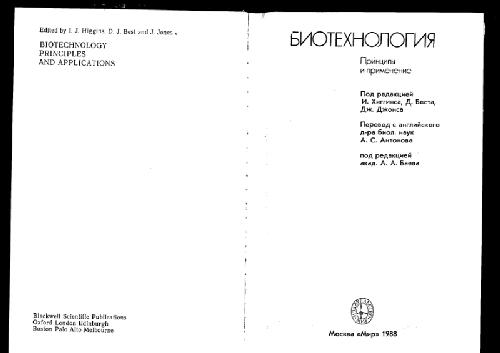 Edited by I. J. Higgins, D. J. Best and J. Jones
BIOTECHNOLOGY
PRINCIPLES
AND APPLICATIONS
Blackwell Scientific Publications
Oxford London Edinburgh
Boston Palo Alto Melbourne
БИОТЕХНОЛОГИЯ
Принципы
и применение
Под редакцией
И. Хиггинса, Д. Беста,
Дж. Джонса
Перевод с английского
д-ра биол. наук
А. С. Антонова
под редакцией
акад. А. А. Баева
Москва «Мир» 1988